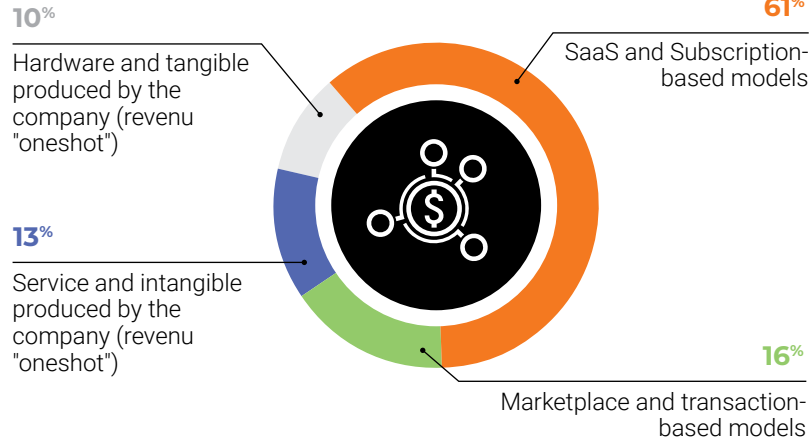 10%
Hardware and tangible
produced by the
company (revenu
"oneshot")
61%
SaaS and Subscription-
based models
13%
Service and intangible
produced by the
company (revenu
"oneshot")
$
16%
Marketplace and transaction-
based models